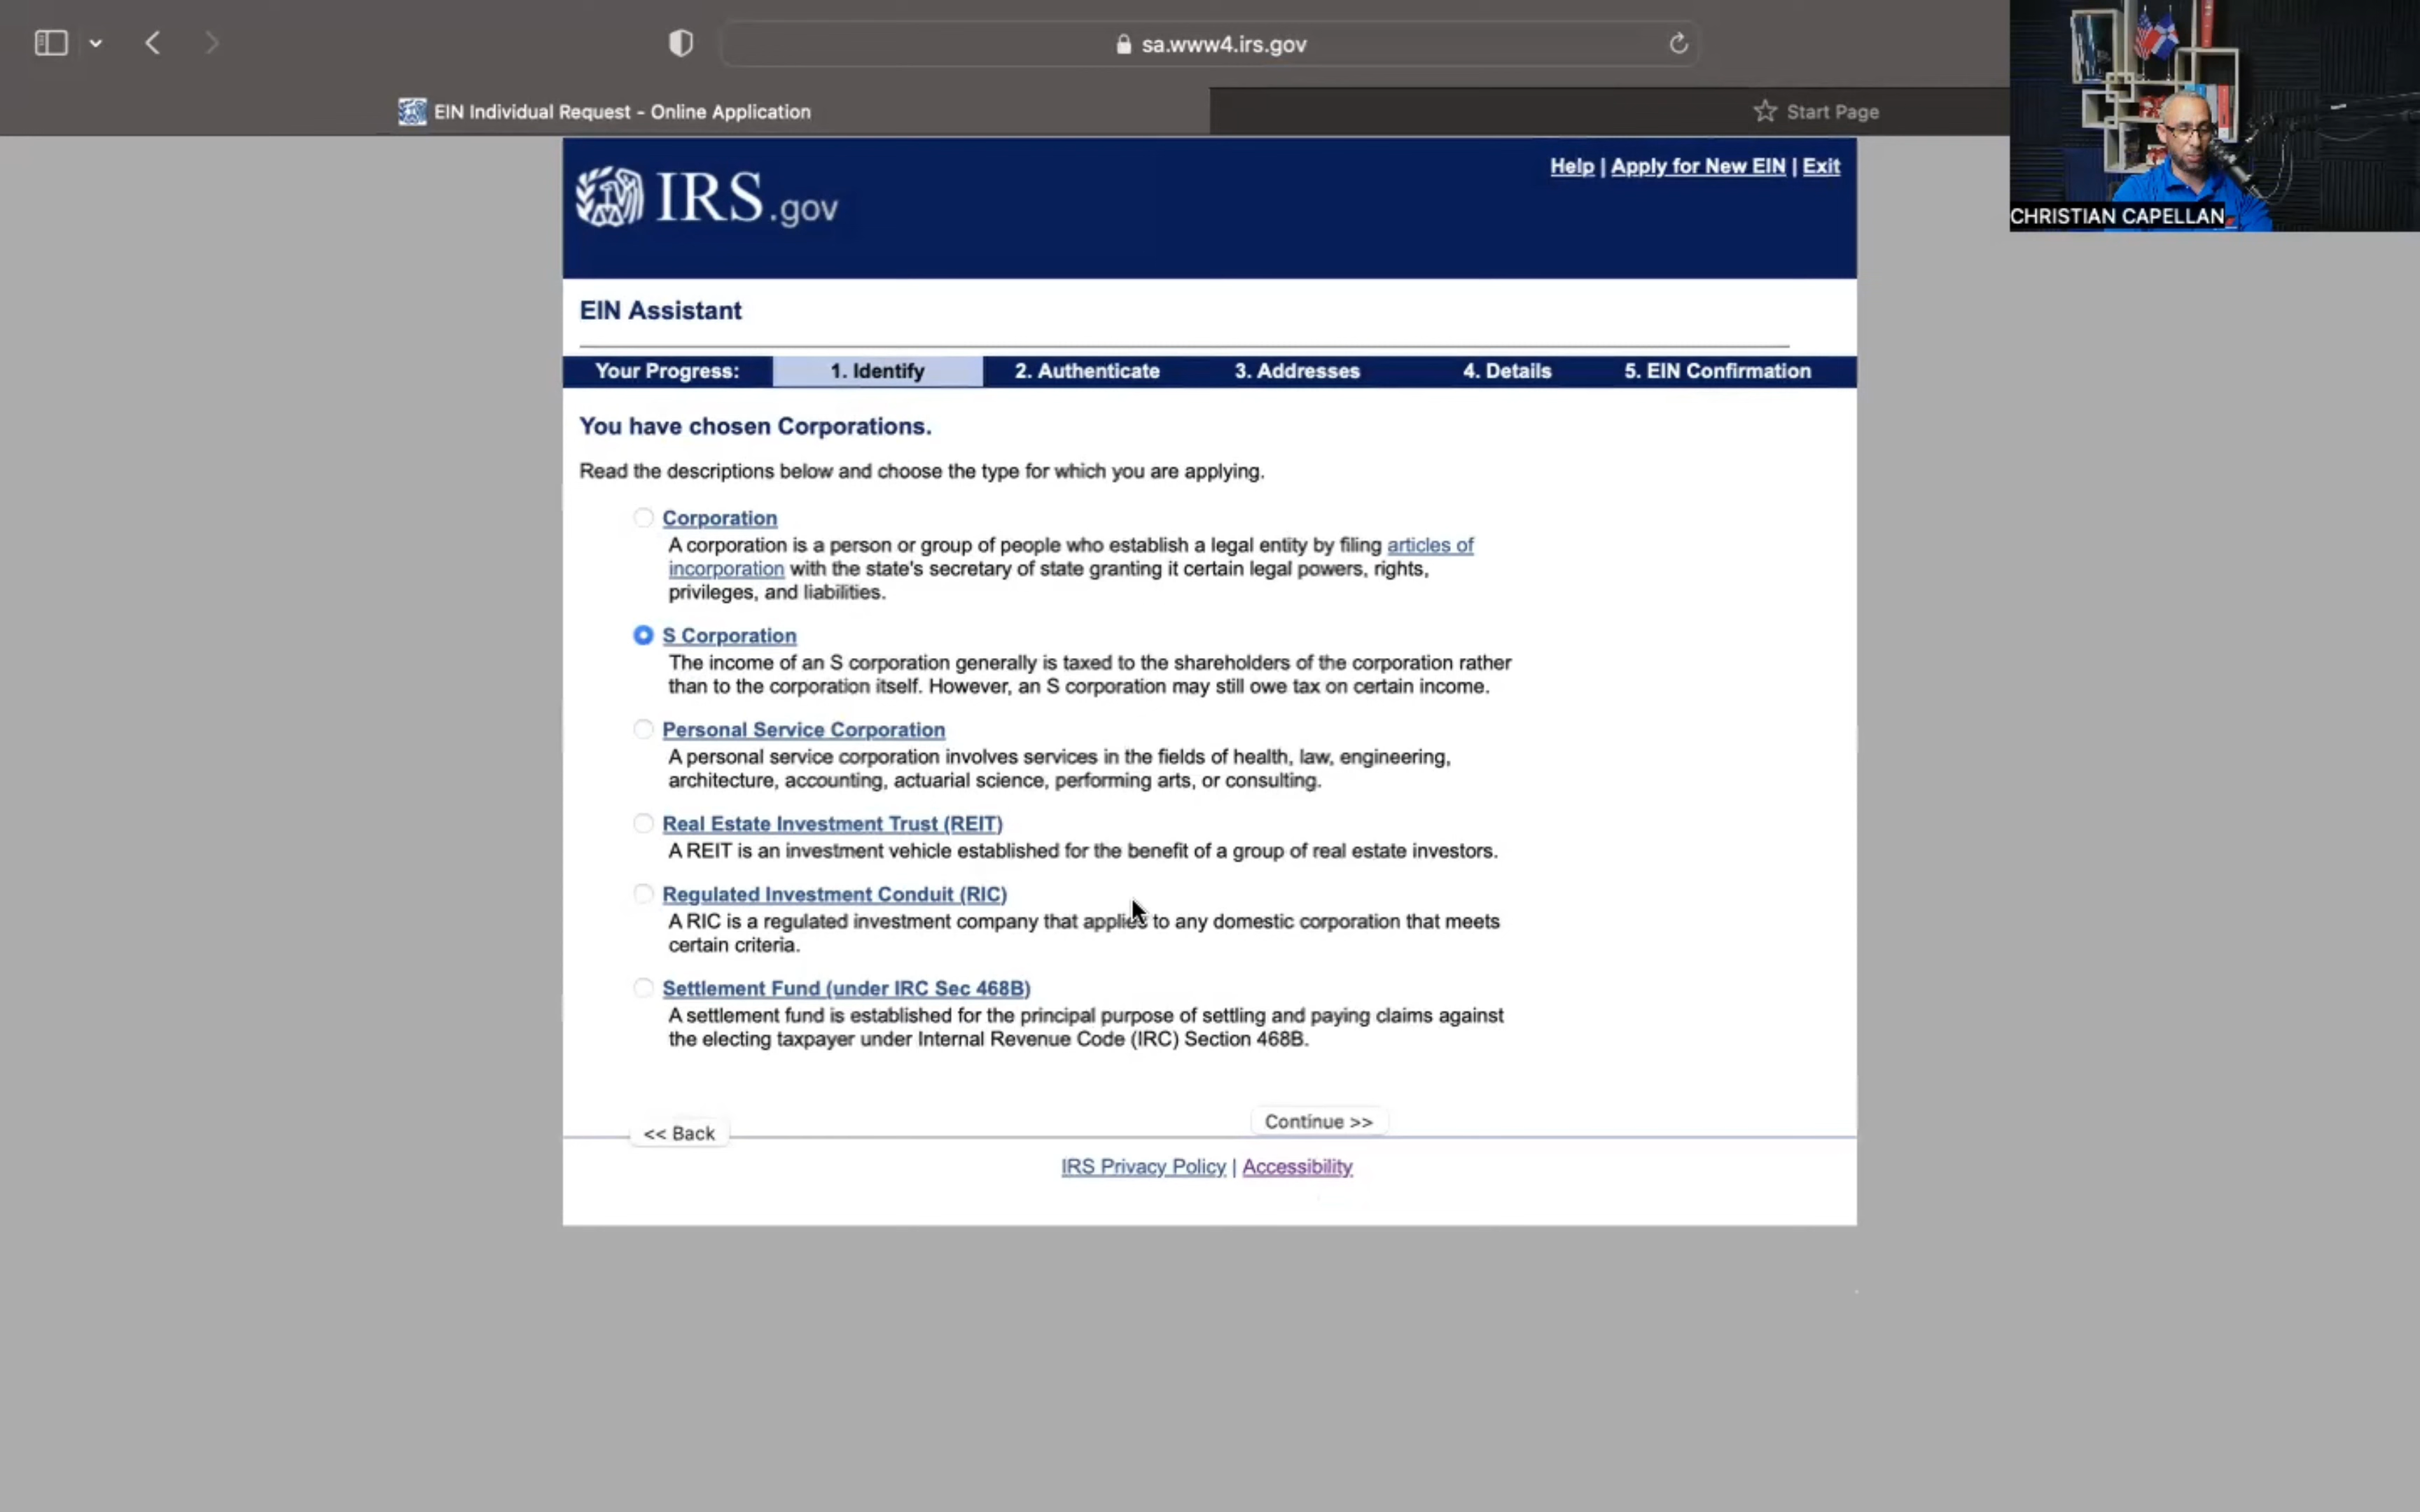 sa.www4.irs.gov
EIN Individual Request - Online Application
Start Page
CHRISTIAN CAPELLAN
IRS.gov
Help | Apply for New EIN | Exit
EIN Assistant
Your Progress: 1. Identify 2. Authenticate 3. Addresses 4. Details 5. EIN Confirmation
You have chosen Corporations.
Read the descriptions below and choose the type for which you are applying.
Corporation
A corporation is a person or group of people who establish a legal entity by filing articles of
incorporation with the state's secretary of state granting it certain legal powers, rights,
privileges, and liabilities.
S Corporation
The income of an S corporation generally is taxed to the shareholders of the corporation rather
than to the corporation itself. However, an S corporation may still owe tax on certain income.
Personal Service Corporation
A personal service corporation involves services in the fields of health, law, engineering,
architecture, accounting, actuarial science, performing arts, or consulting.
Real Estate Investment Trust (REIT)
A REIT is an investment vehicle established for the benefit of a group of real estate investors.
Regulated Investment Conduit (RIC)
A RIC is a regulated investment company that applies to any domestic corporation that meets
certain criteria.
Settlement Fund (under IRC Sec 468B)
A settlement fund is established for the principal purpose of settling and paying claims against
the electing taxpayer under Internal Revenue Code (IRC) Section 468B.
<< Back
Continue >>
IRS Privacy Policy | Accessibility